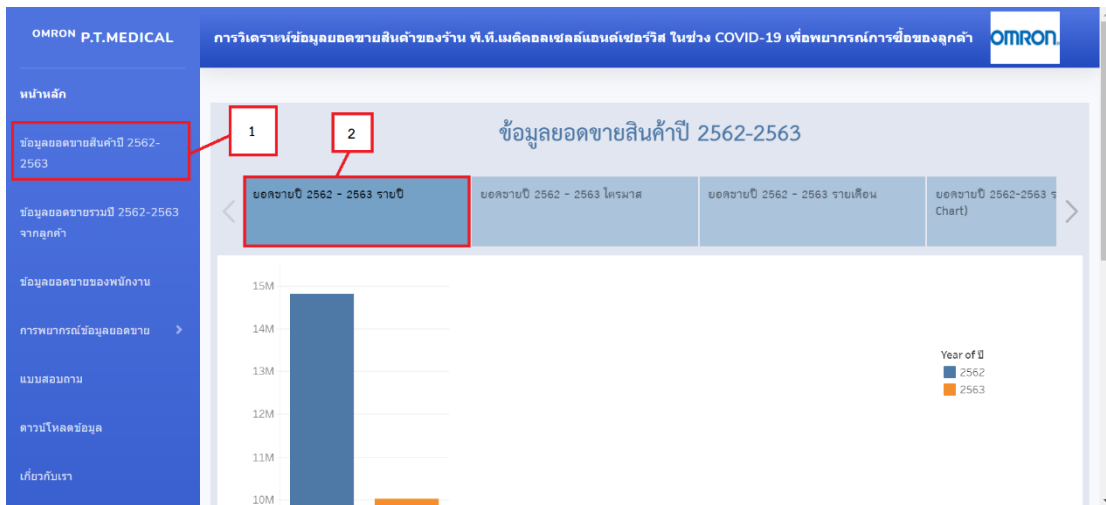 OMRON P.T.MEDICAL
การวิเคราะห์ข้อมูลยอดขายสินค้าของร้าน พี.ที.เมดิคอลเซลล์แอนด์เซอร์วิส ในช่วง COVID-19 เพื่อพยากรณ์การซื้อของลูกค้า
OMRON
หน้าหลัก
ข้อมูลยอดขายสินค้าปี 2562-
2563
ข้อมูลยอดขายรวมปี 2562-2563
จากลูกค้า
ข้อมูลยอดขายของพนักงาน
การพยากรณ์ข้อมูลยอดขาย
แบบสอบถาม
ดาวน์โหลดข้อมูล
เกี่ยวกับเรา
1
2
ข้อมูลยอดขายสินค้าปี 2562-2563
ยอดขายปี 2562 - 2563 รายปี
ยอดขายปี 2562 - 2563 ไตรมาส
ยอดขายปี 2562 - 2563 รายเดือน
ยอดขายปี 2562-2563 ร
Chart)
15M
14M
13M
12M
11M
10M
Year of ปี
2562
2563